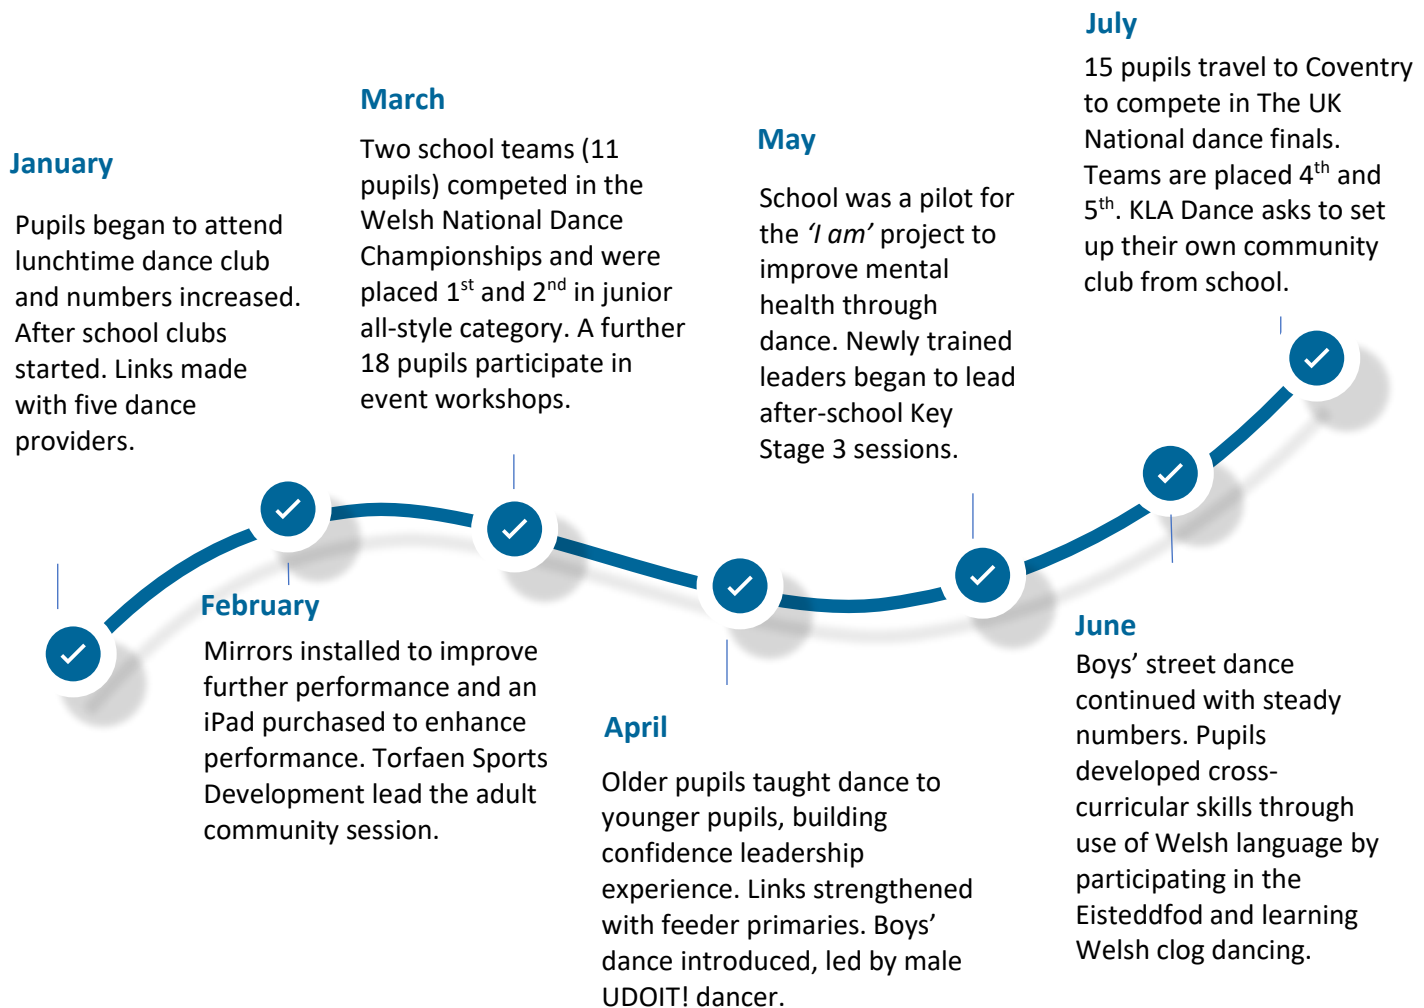 January
Pupils began to attend
lunchtime dance club
and numbers increased.
After school clubs
started. Links made
with five dance
providers.
February
Mirrors installed to improve
further performance and an
iPad purchased to enhance
performance. Torfaen Sports
Development lead the adult
community session.
March
Two school teams (11
pupils) competed in the
Welsh National Dance
Championships and were
placed 1st and 2nd in junior
all-style category. A further
18 pupils participate in
event workshops.
April
Older pupils taught dance to
younger pupils, building
confidence leadership
experience. Links strengthened
with feeder primaries. Boys’
dance introduced, led by male
UDOIT! dancer.
May
School was a pilot for
the ‘I am’ project to
improve mental
health through
dance. Newly trained
leaders began to lead
after-school Key
Stage 3 sessions.
June
Boys’ street dance
continued with steady
numbers. Pupils
developed cross-
curricular skills through
use of Welsh language by
participating in the
Eisteddfod and learning
Welsh clog dancing.
July
15 pupils travel to Coventry
to compete in The UK
National dance finals.
Teams are placed 4th and
5th. KLA Dance asks to set
up their own community
club from school.